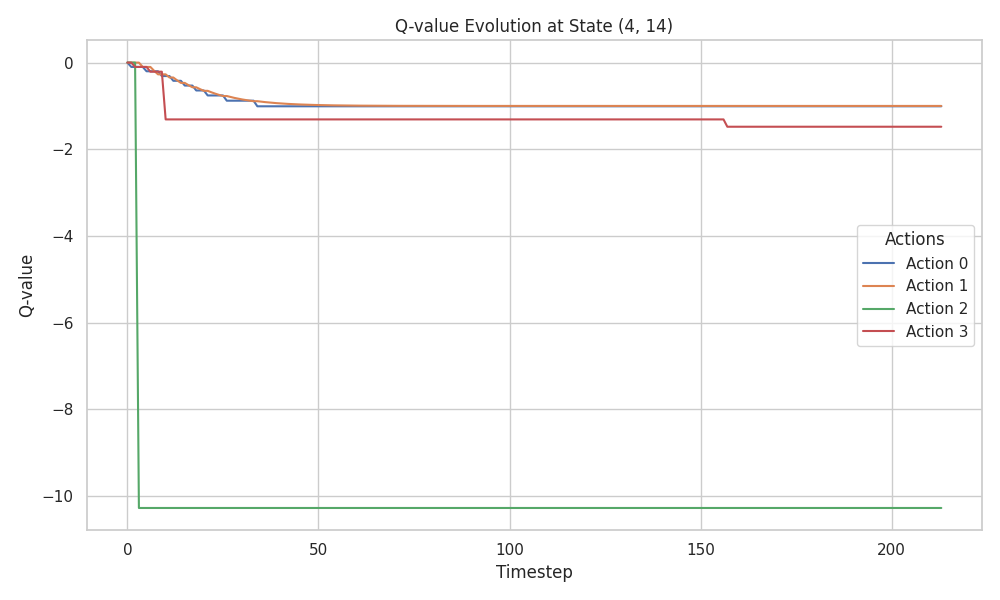 Q-value Evolution at State (4, 14)
0
−2
−4
−6
−8
−10
Q-value
Actions
Action 0
Action 1
Action 2
Action 3
0
50
100
150
200
Timestep